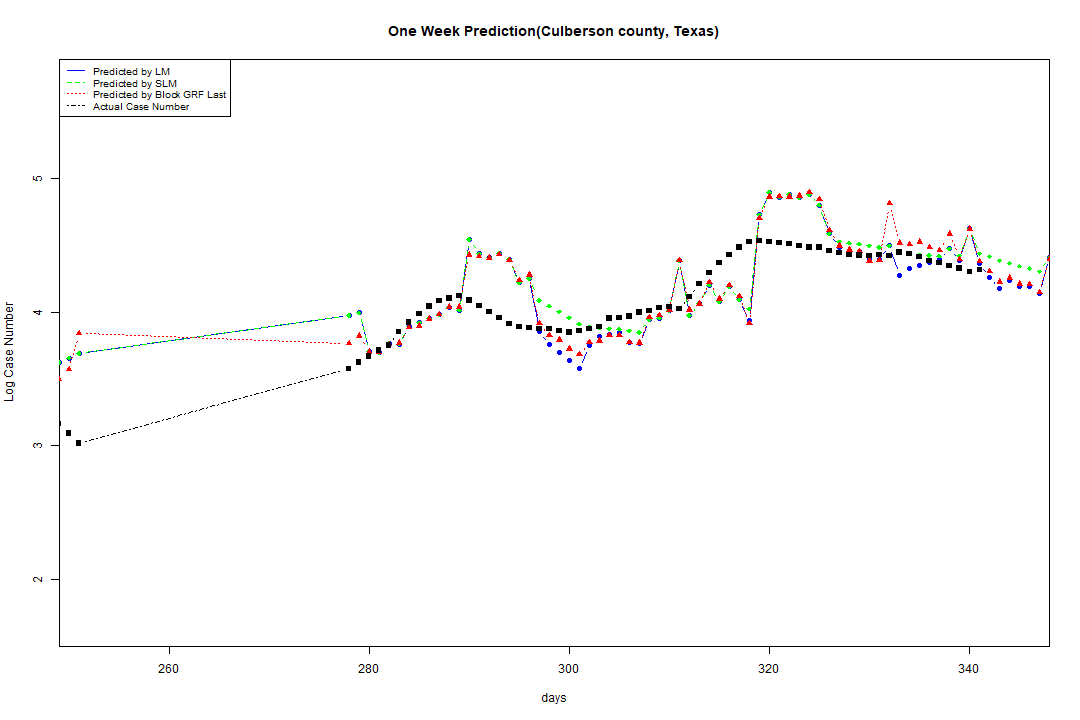 One Week Prediction(Culberson county, Texas)
Predicted by LM
Predicted by SLM
Predicted by Block GRF Last
Actual Case Number
5
4
3
2
Log Case Number
260 280 300 320 340
days